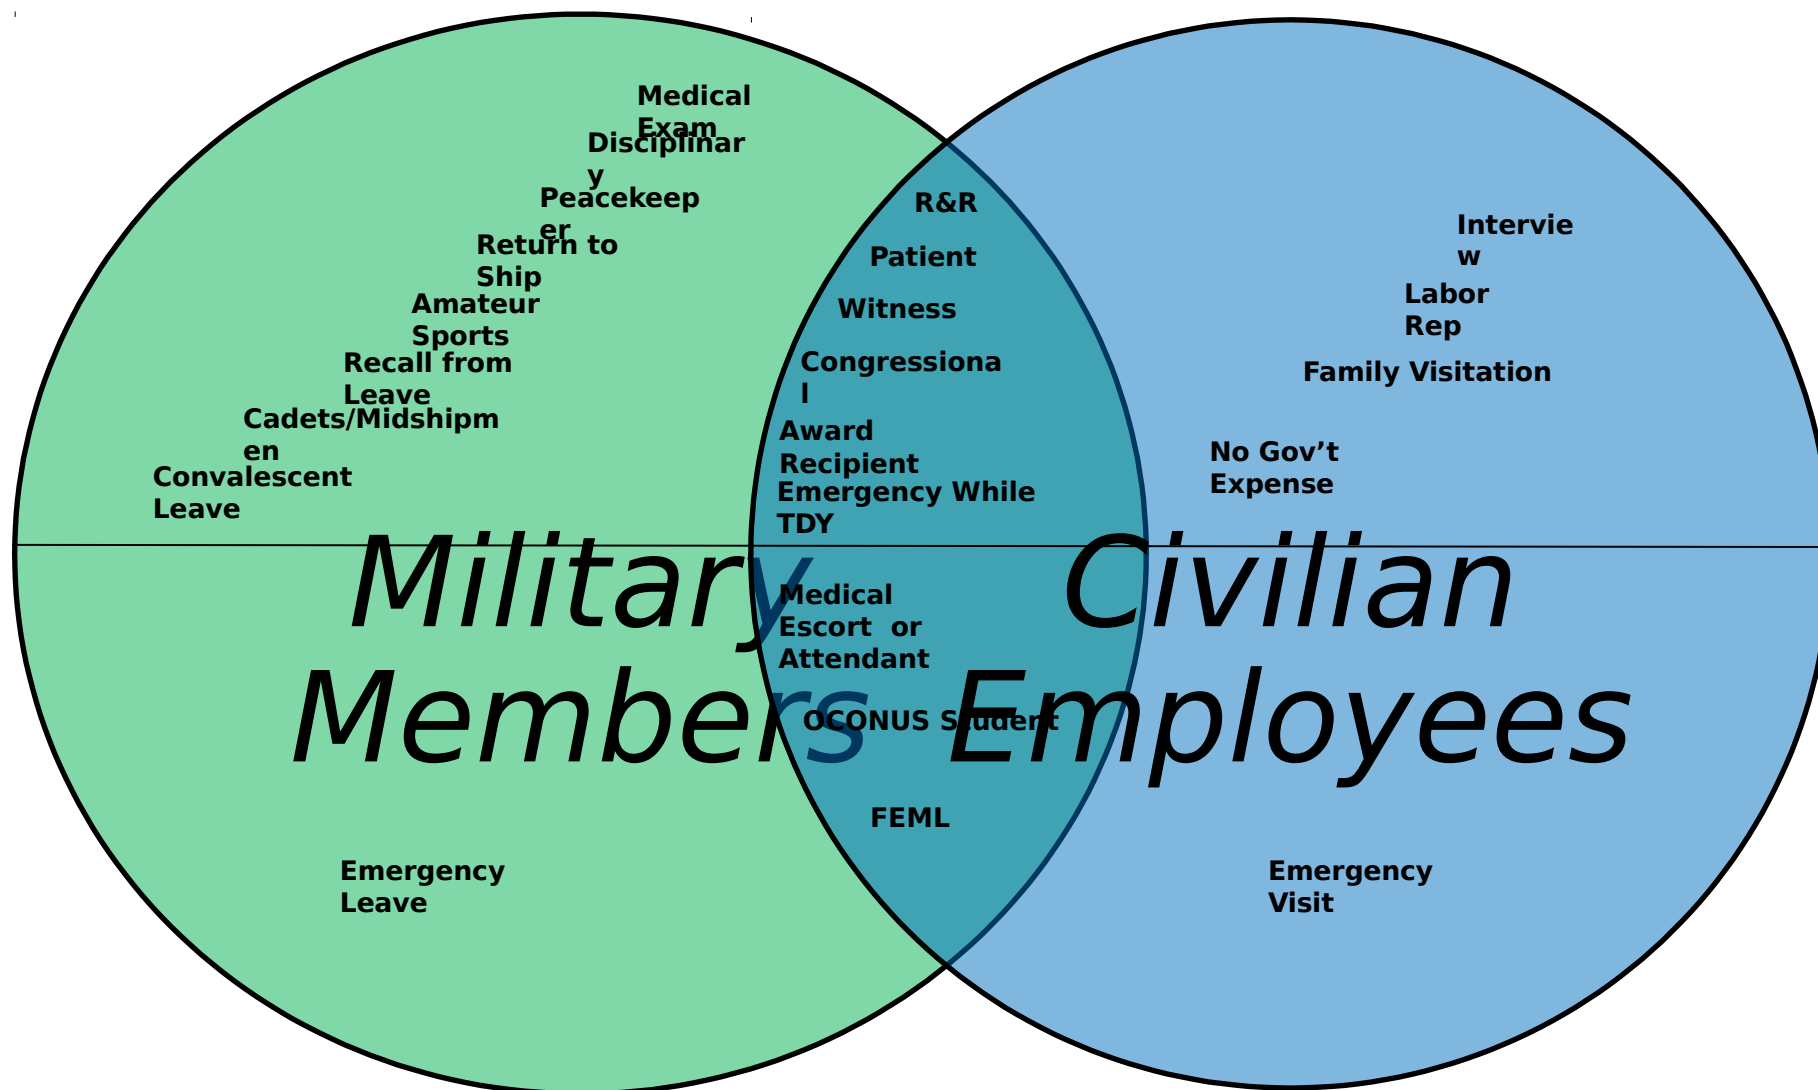 Medical
Exam
Disciplinar
y
Peacekeep
er
Return to
Ship
Amateur
Sports
Recall from
Leave
Cadets/Midshipm
en
Convalescent
Leave
R&R
Patient
Witness
Congressiona
l
Award
Recipient
Emergency While
TDY
Intervie
w
Labor
Rep
Family Visitation
No Gov’t
Expense
Military
Members
Civilian
Employees
Medical
Escort  or
Attendant
OCONUS Student
FEML
Emergency
Leave
Emergency
Visit